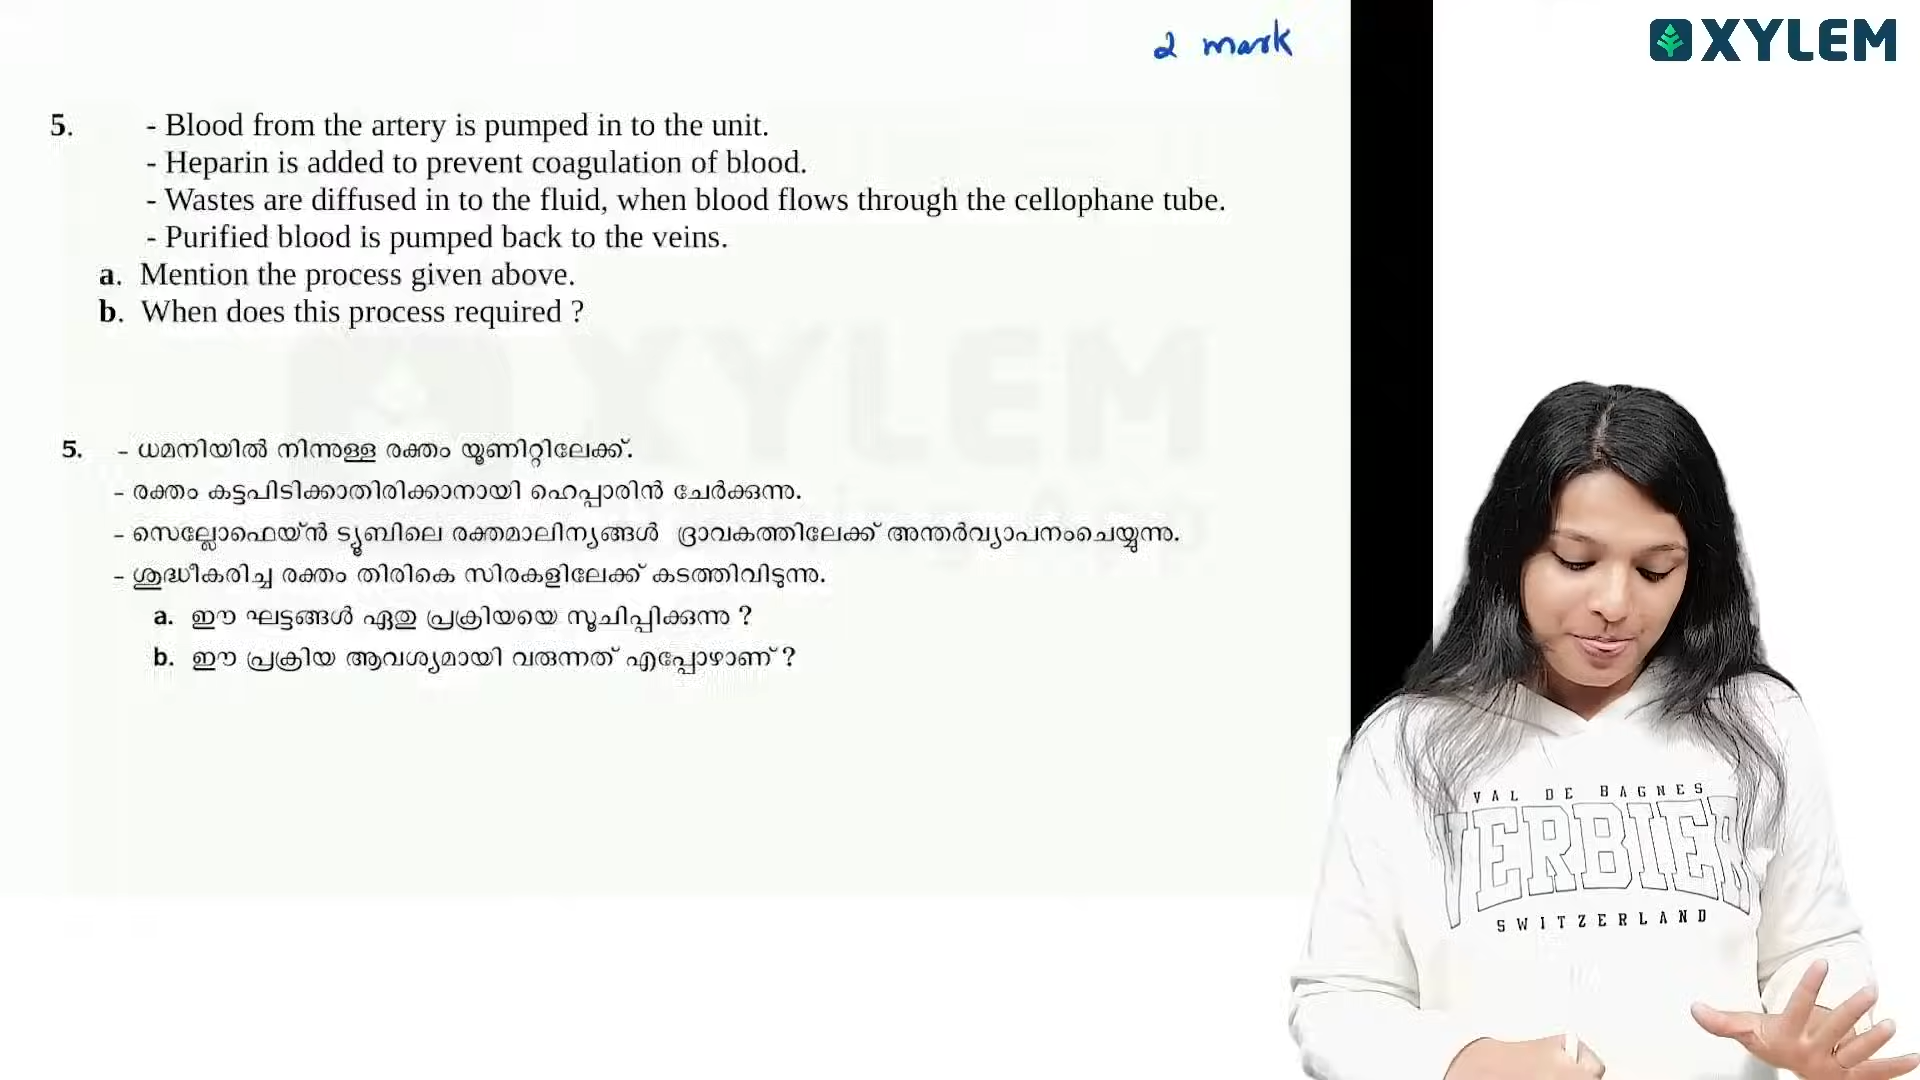 2 mark
XYLEM
5. - Blood from the artery is pumped in to the unit.
- Heparin is added to prevent coagulation of blood.
- Wastes are diffused in to the fluid, when blood flows through the cellophane tube.
- Purified blood is pumped back to the veins.
a. Mention the process given above.
b. When does this process required ?
XYLEM
5. - ധമനിയിൽ നിന്നുള്ള രക്തം യൂണിറ്റിലേക്ക്.
- രക്തം കട്ടപിടിക്കാതിരിക്കാനായി ഹെപ്പാരിൻ ചേർക്കുന്നു.
- സെല്ലോഫെയ്ൻ ട്യൂബിലെ രക്തമാലിന്യങ്ങൾ ദ്രാവകത്തിലേക്ക് അന്തർവ്യാപനംചെയ്യുന്നു.
- ശുദ്ധീകരിച്ച രക്തം തിരികെ സിരകളിലേക്ക് കടത്തിവിടുന്നു.
a. ഈ ഘട്ടങ്ങൾ ഏതു പ്രക്രിയയെ സൂചിപ്പിക്കുന്നു ?
b. ഈ പ്രക്രിയ ആവശ്യമായി വരുന്നത് എപ്പോഴാണ് ?
VAL DE BAGNES
VERBIER
SWITZERLAND